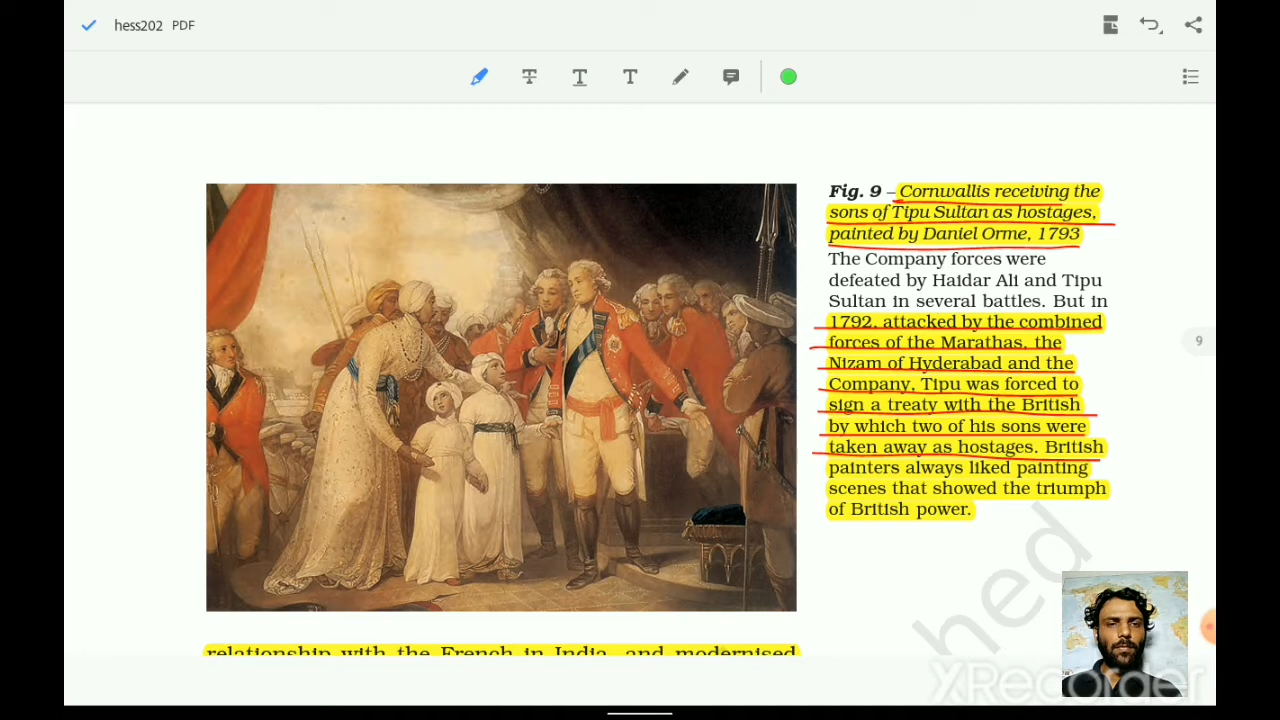 hess202 PDF
Fig. 9 – Cornwallis receiving the
sons of Tipu Sultan as hostages,
painted by Daniel Orme, 1793
The Company forces were
defeated by Haidar Ali and Tipu
Sultan in several battles. But in
1792, attacked by the combined
forces of the Marathas, the
Nizam of Hyderabad and the
Company, Tipu was forced to
sign a treaty with the British
by which two of his sons were
taken away as hostages. British
painters always liked painting
scenes that showed the triumph
of British power.
9
hed
relationship with the French in India, and modernised
XRecorder